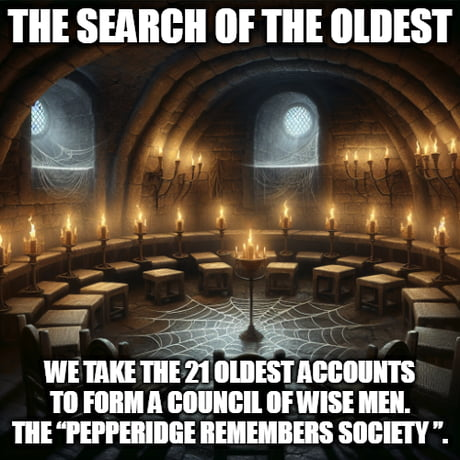 THE SEARCH OF THE OLDEST
WE TAKE THE 21 OLDEST ACCOUNTS
TO FORM A COUNCIL OF WISE MEN.
THE “PEPPERIDGE REMEMBERS SOCIETY ”.